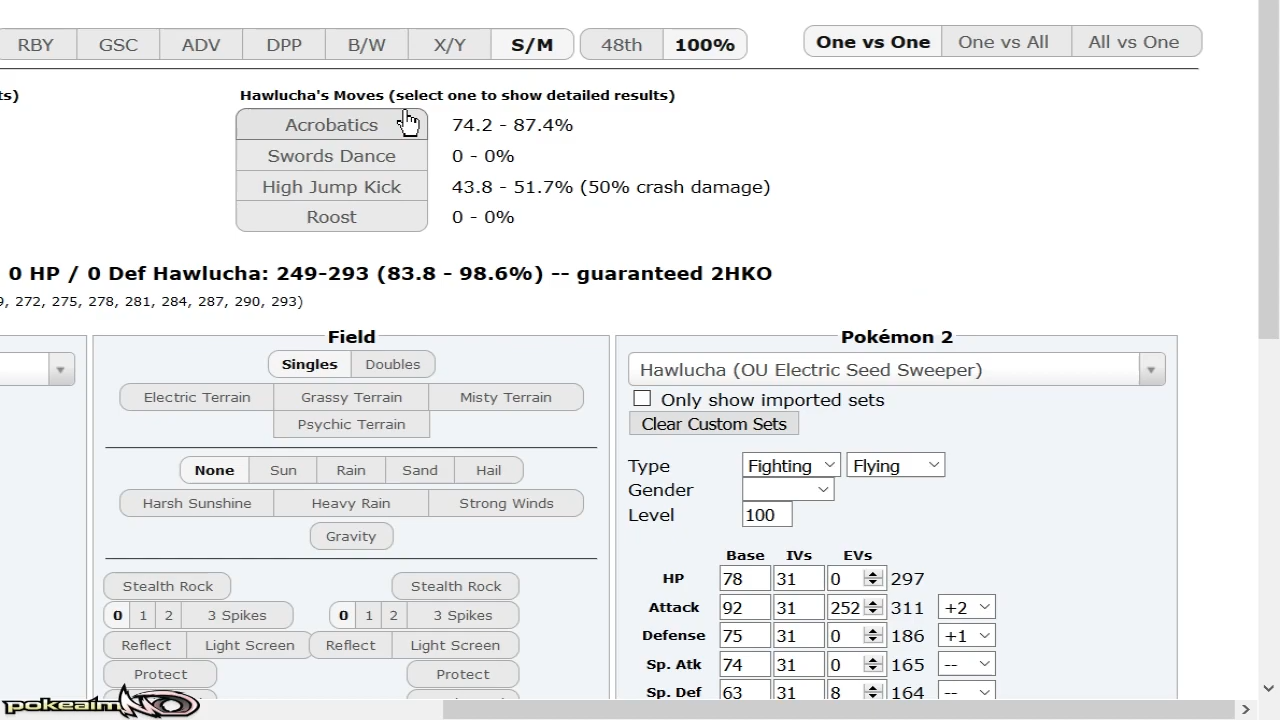 RBY GSC ADV DPP B/W X/Y S/M 48th 100% One vs One One vs All All vs One
ts) Hawlucha's Moves (select one to show detailed results)
Acrobatics 74.2 - 87.4%
Swords Dance 0 - 0%
High Jump Kick 43.8 - 51.7% (50% crash damage)
Roost 0 - 0%
0 HP / 0 Def Hawlucha: 249-293 (83.8 - 98.6%) -- guaranteed 2HKO
9, 272, 275, 278, 281, 284, 287, 290, 293)
Field
Singles Doubles
Electric Terrain Grassy Terrain Misty Terrain
Psychic Terrain
None Sun Rain Sand Hail
Harsh Sunshine Heavy Rain Strong Winds
Gravity
Stealth Rock Stealth Rock
0 1 2 3 Spikes 0 1 2 3 Spikes
Reflect Light Screen Reflect Light Screen
Protect Protect
Pokémon 2
Hawlucha (OU Electric Seed Sweeper)
Only show imported sets
Clear Custom Sets
Type Fighting Flying
Gender
Level 100
Base IVs EVs
HP 78 31 0 297
Attack 92 31 252 311 +2
Defense 75 31 0 186 +1
Sp. Atk 74 31 0 165 --
Sp. Def 63 31 8 164 --
pokeaimMD